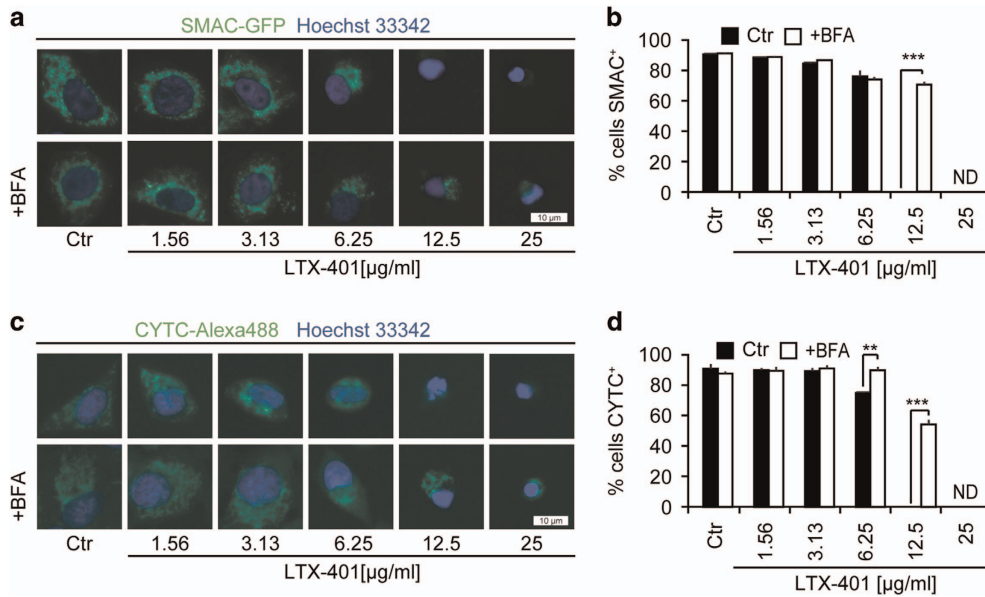 a
SMAC-GFP Hoechst 33342
+BFA
10 µm
Ctr 1.56 3.13 6.25 12.5 25
LTX-401[µg/ml]
b
Ctr +BFA
% cells SMAC⁺
100
80
60
40
20
0
***
ND
Ctr 1.56 3.13 6.25 12.5 25
LTX-401 [µg/ml]
c
CYTC-Alexa488 Hoechst 33342
+BFA
10 µm
Ctr 1.56 3.13 6.25 12.5 25
LTX-401[µg/ml]
d
Ctr +BFA
% cells CYTC⁺
100
80
60
40
20
0
**
***
ND
Ctr 1.56 3.13 6.25 12.5 25
LTX-401 [µg/ml]